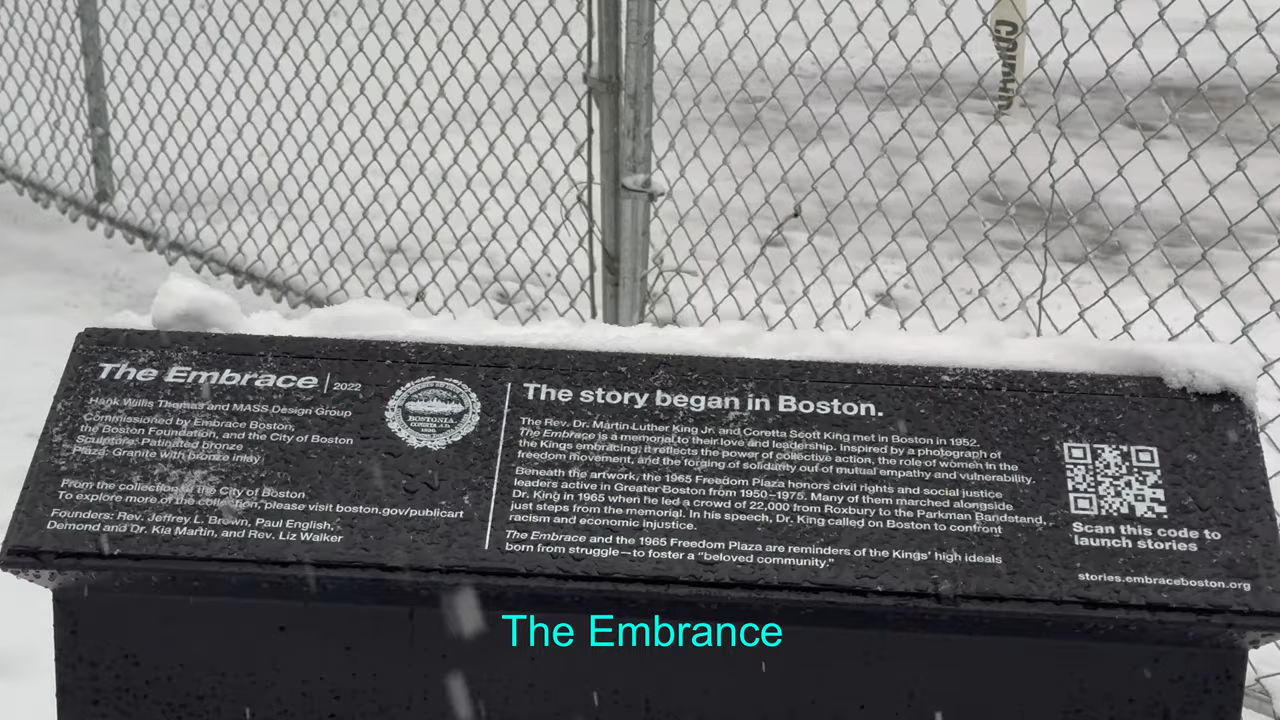 The Embrace | 2022
Hank Willis Thomas and MASS Design Group
Commissioned by Embrace Boston,
the Boston Foundation, and the City of Boston
Sculpture: Patinated bronze
Plaza: Granite with bronze inlay
From the collection of the City of Boston
To explore more of the collection, please visit boston.gov/publicart
Founders: Rev. Jeffrey L. Brown, Paul English,
Demond and Dr. Kia Martin, and Rev. Liz Walker
BOSTONIA
The story began in Boston.
The Rev. Dr. Martin Luther King Jr. and Coretta Scott King met in Boston in 1952.
The Embrace is a memorial to their love and leadership. Inspired by a photograph of
the Kings embracing, it reflects the power of collective action, the role of women in the
freedom movement, and the forging of solidarity out of mutual empathy and vulnerability.
Beneath the artwork, the 1965 Freedom Plaza honors civil rights and social justice
leaders active in Greater Boston from 1950–1975. Many of them marched alongside
Dr. King in 1965 when he led a crowd of 22,000 from Roxbury to the Parkman Bandstand,
just steps from the memorial. In this speech, Dr. King called on Boston to confront
racism and economic injustice.
The Embrace and the 1965 Freedom Plaza are reminders of the Kings' high ideals
born from struggle—to foster a "beloved community."
Scan this code to
launch stories
stories.embraceboston.org
The Embrance